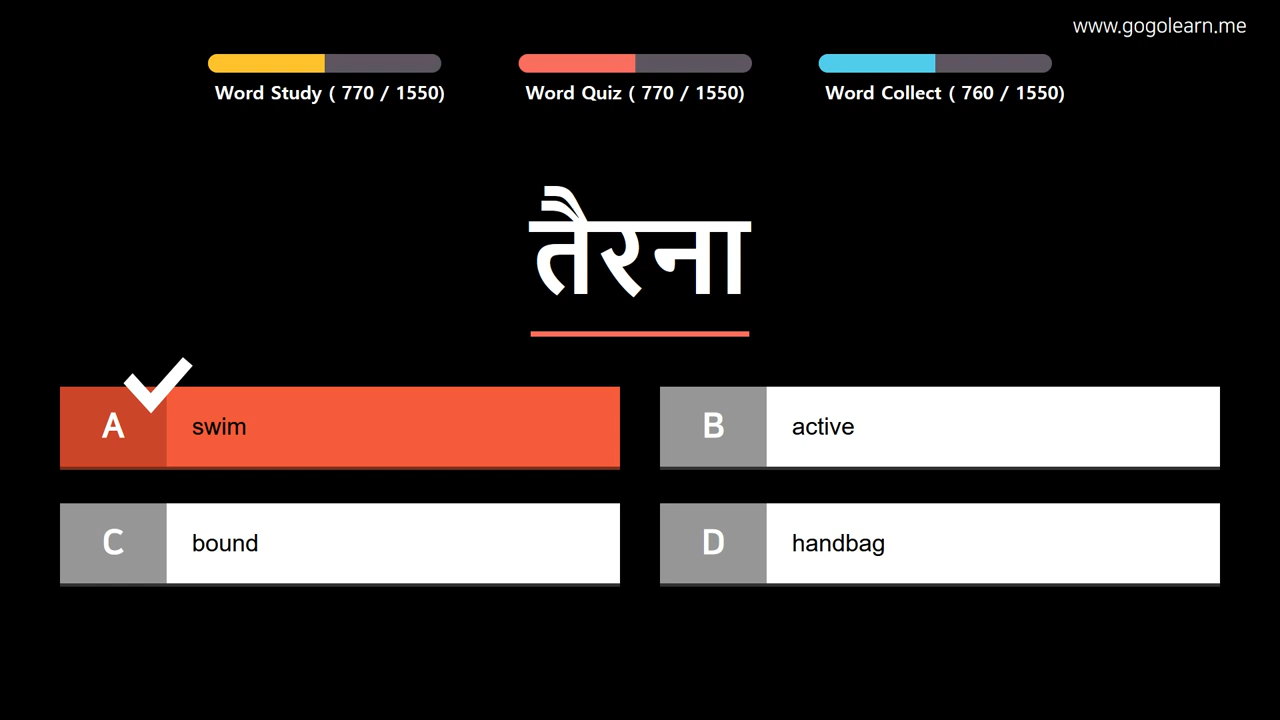 www.gogolearn.me
Word Study ( 770 / 1550)
Word Quiz ( 770 / 1550)
Word Collect ( 760 / 1550)
तैरना
A swim
B active
C bound
D handbag